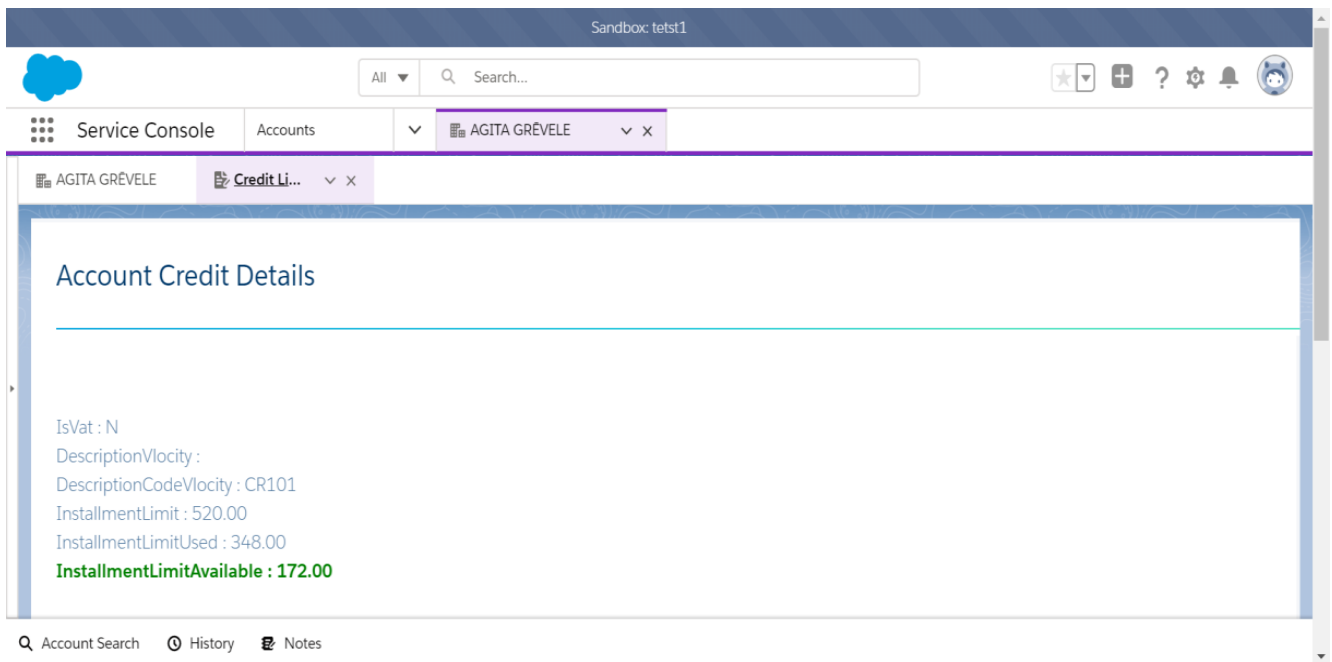 Sandbox: tetst1
All Search...
Service Console Accounts AGITA GRĒVELE
AGITA GRĒVELE Credit Li...
Account Credit Details
IsVat : N
DescriptionVlocity :
DescriptionCodeVlocity : CR101
InstallmentLimit : 520.00
InstallmentLimitUsed : 348.00
InstallmentLimitAvailable : 172.00
Account Search History Notes